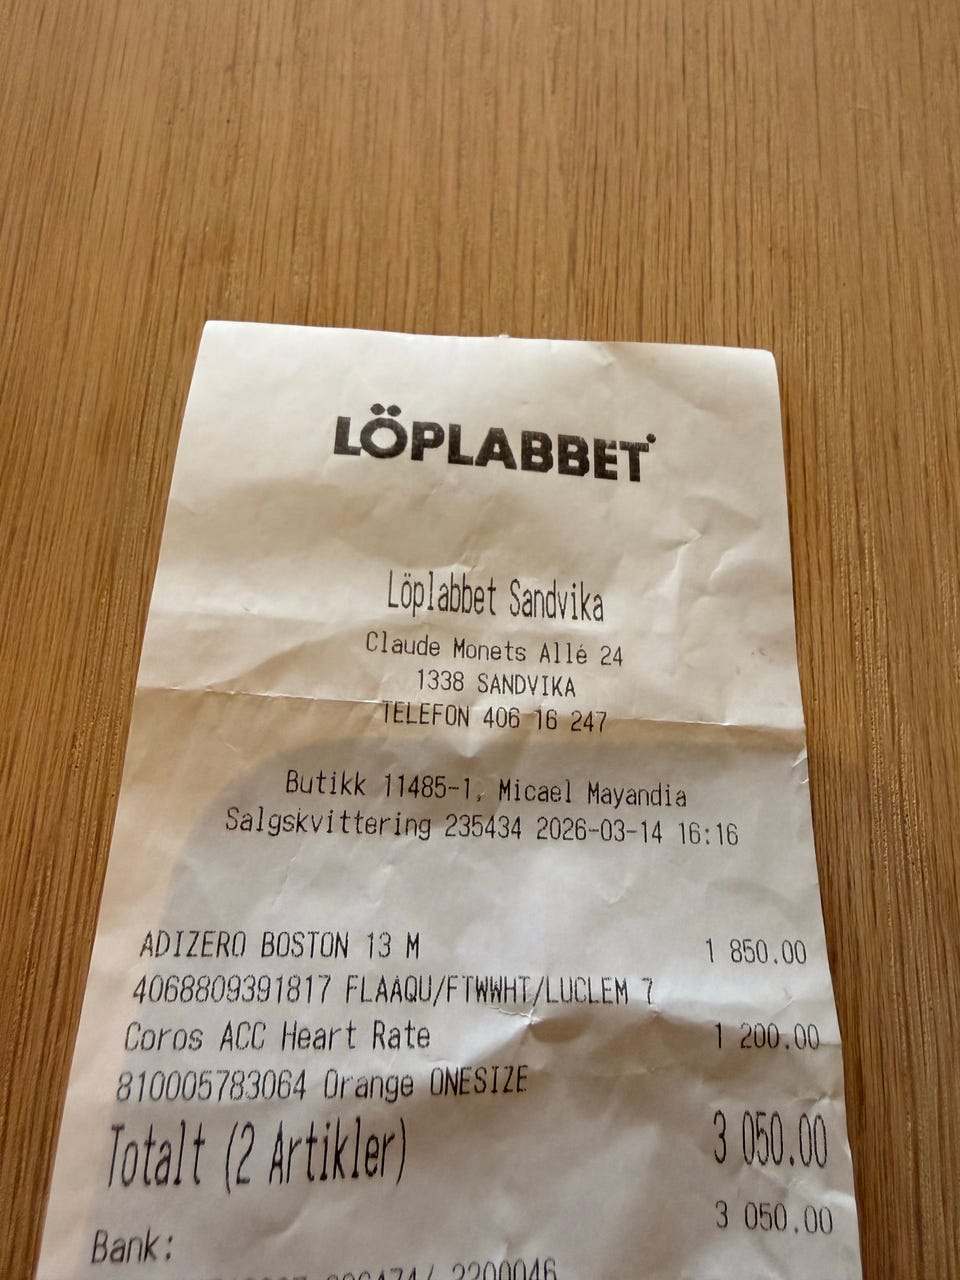 LÖPLABBET
Löplabbet Sandvika
Claude Monets Allé 24
1338 SANDVIKA
TELEFON 406 16 247
Butikk 11485-1, Micael Mayandia
Salgskvittering 235434 2026-03-14 16:16
ADIZERO BOSTON 13 M 1 850.00
4068809391817 FLAAQU/FTWWHT/LUCLEM 7
Coros ACC Heart Rate 1 200.00
810005783064 Orange ONESIZE
Totalt (2 Artikler) 3 050.00
Bank: 3 050.00
2200046